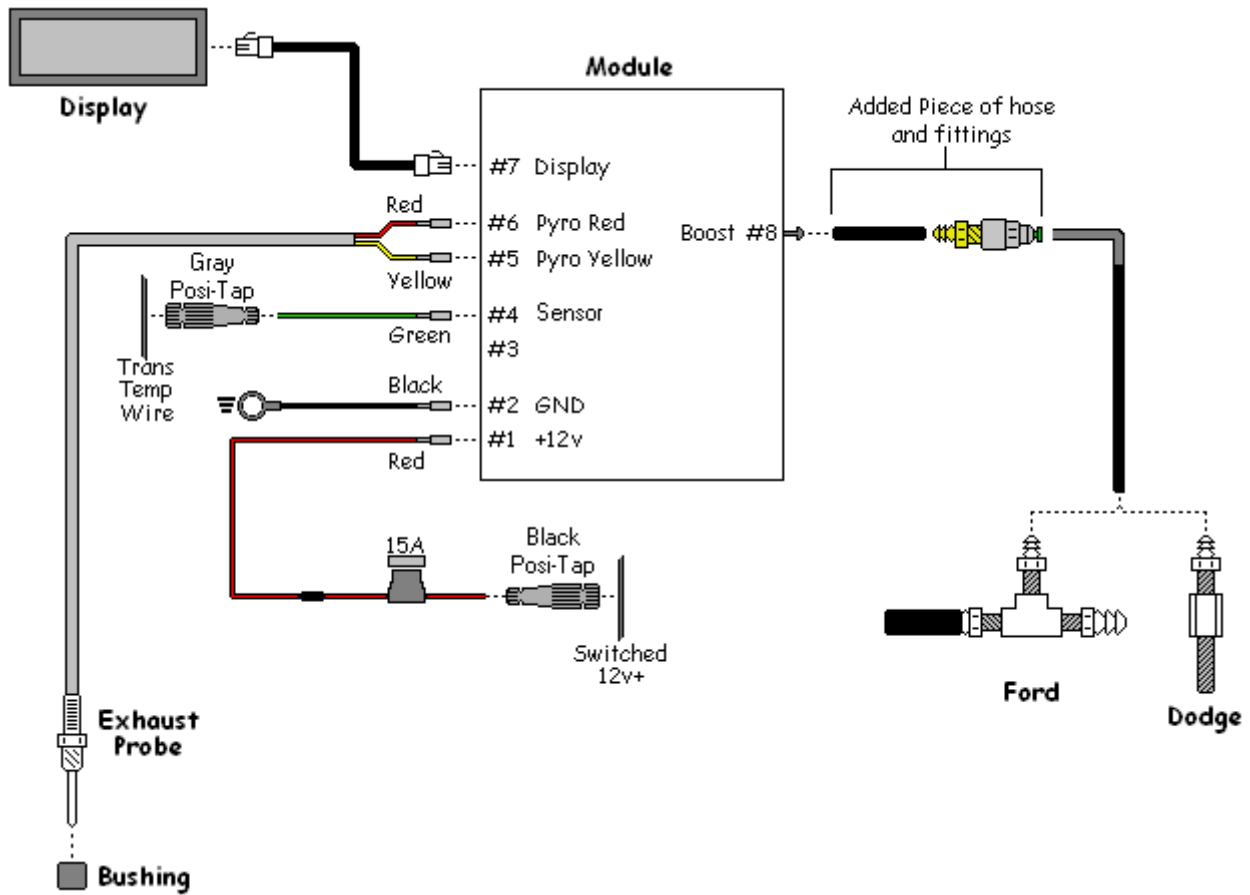 Display
Module
Added Piece of hose
and fittings
#7 Display
Red
#6 Pyro Red
Boost #8
#5 Pyro Yellow
Yellow
Gray
Posi-Tap
#4 Sensor
Green
#3
Trans
Temp
Wire
Black
#2 GND
#1 +12v
Red
15A
Black
Posi-Tap
Switched
12v+
Ford
Dodge
Exhaust
Probe
Bushing